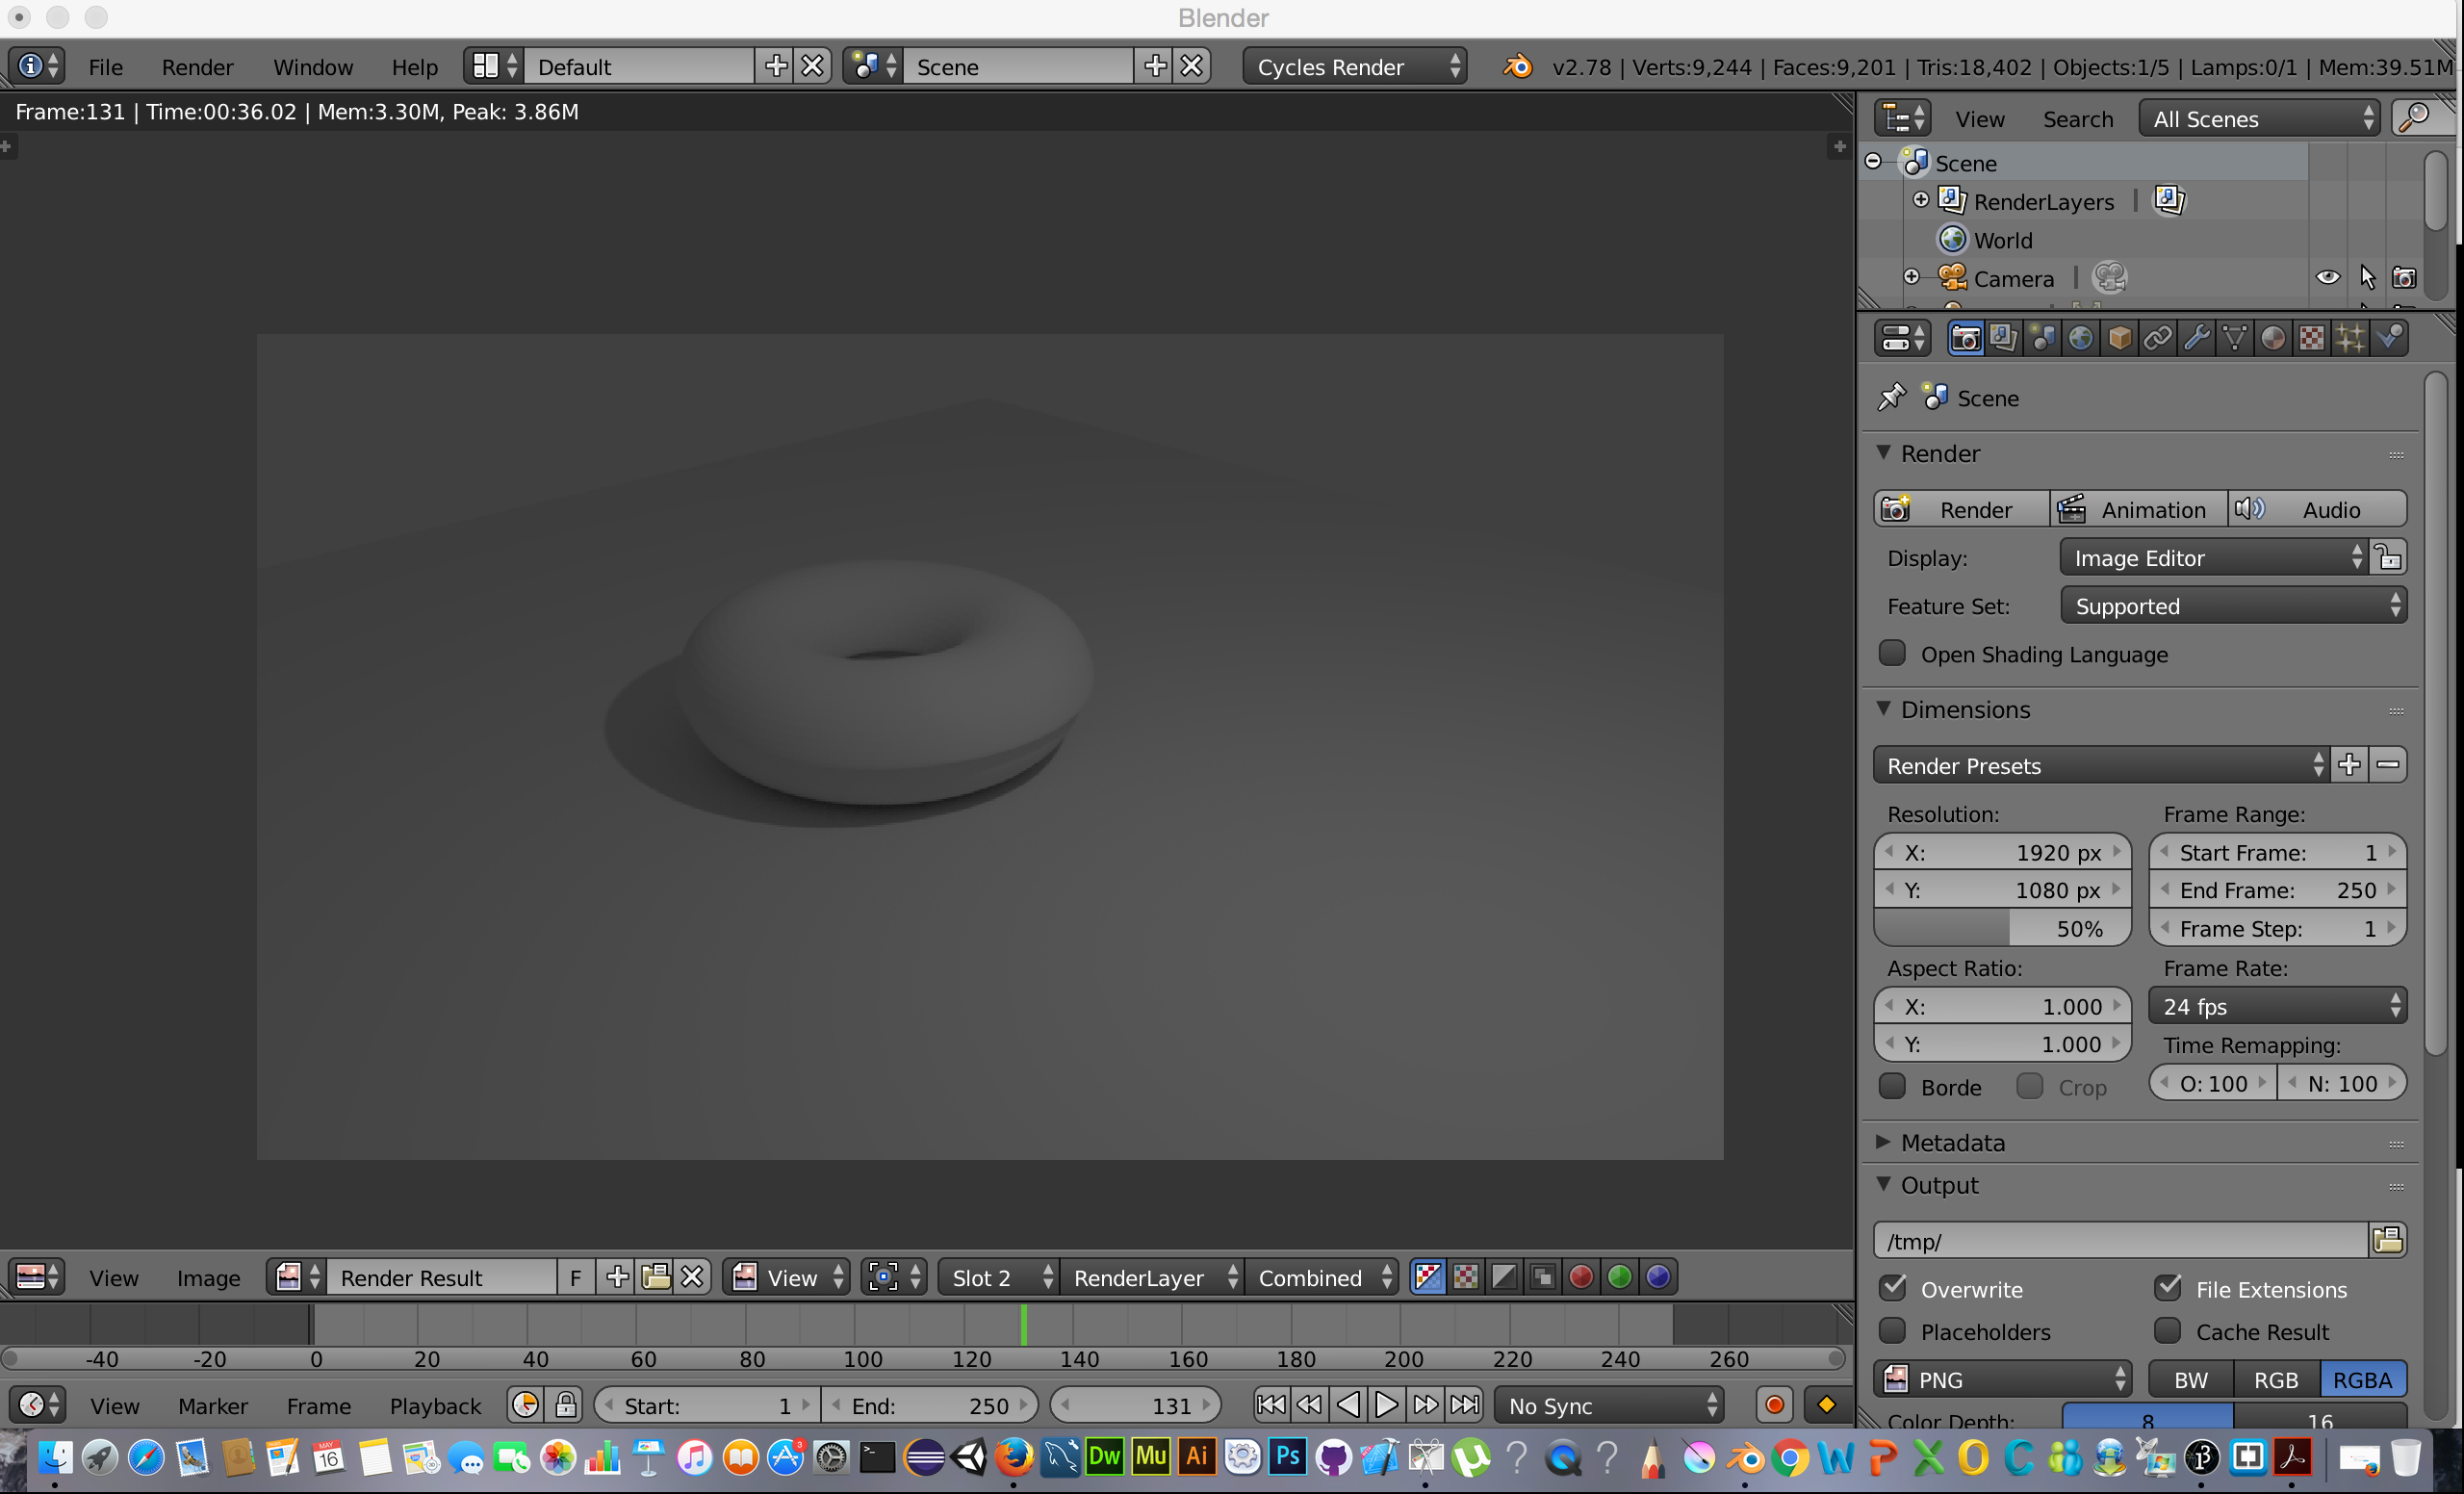 Blender
File Render Window Help Default Scene Cycles Render v2.78 | Verts:9,244 | Faces:9,201 | Tris:18,402 | Objects:1/5 | Lamps:0/1 | Mem:39.51M
Frame:131 | Time:00:36.02 | Mem:3.30M, Peak: 3.86M
View Search All Scenes
Scene
RenderLayers
World
Camera
Scene
Render
Render Animation Audio
Display: Image Editor
Feature Set: Supported
Open Shading Language
Dimensions
Render Presets
Resolution: Frame Range:
X: 1920 px Start Frame: 1
Y: 1080 px End Frame: 250
50% Frame Step: 1
Aspect Ratio: Frame Rate:
X: 1.000 24 fps
Y: 1.000 Time Remapping:
Borde Crop O: 100 N: 100
Metadata
Output
/tmp/
Overwrite File Extensions
Placeholders Cache Result
PNG BW RGB RGBA
Color Depth: 8 16
View Image Render Result F View Slot 2 RenderLayer Combined
-40 -20 0 20 40 60 80 100 120 140 160 180 200 220 240 260
View Marker Frame Playback Start: 1 End: 250 131 No Sync
MAY 16 3 Dw Mu Ai Ps